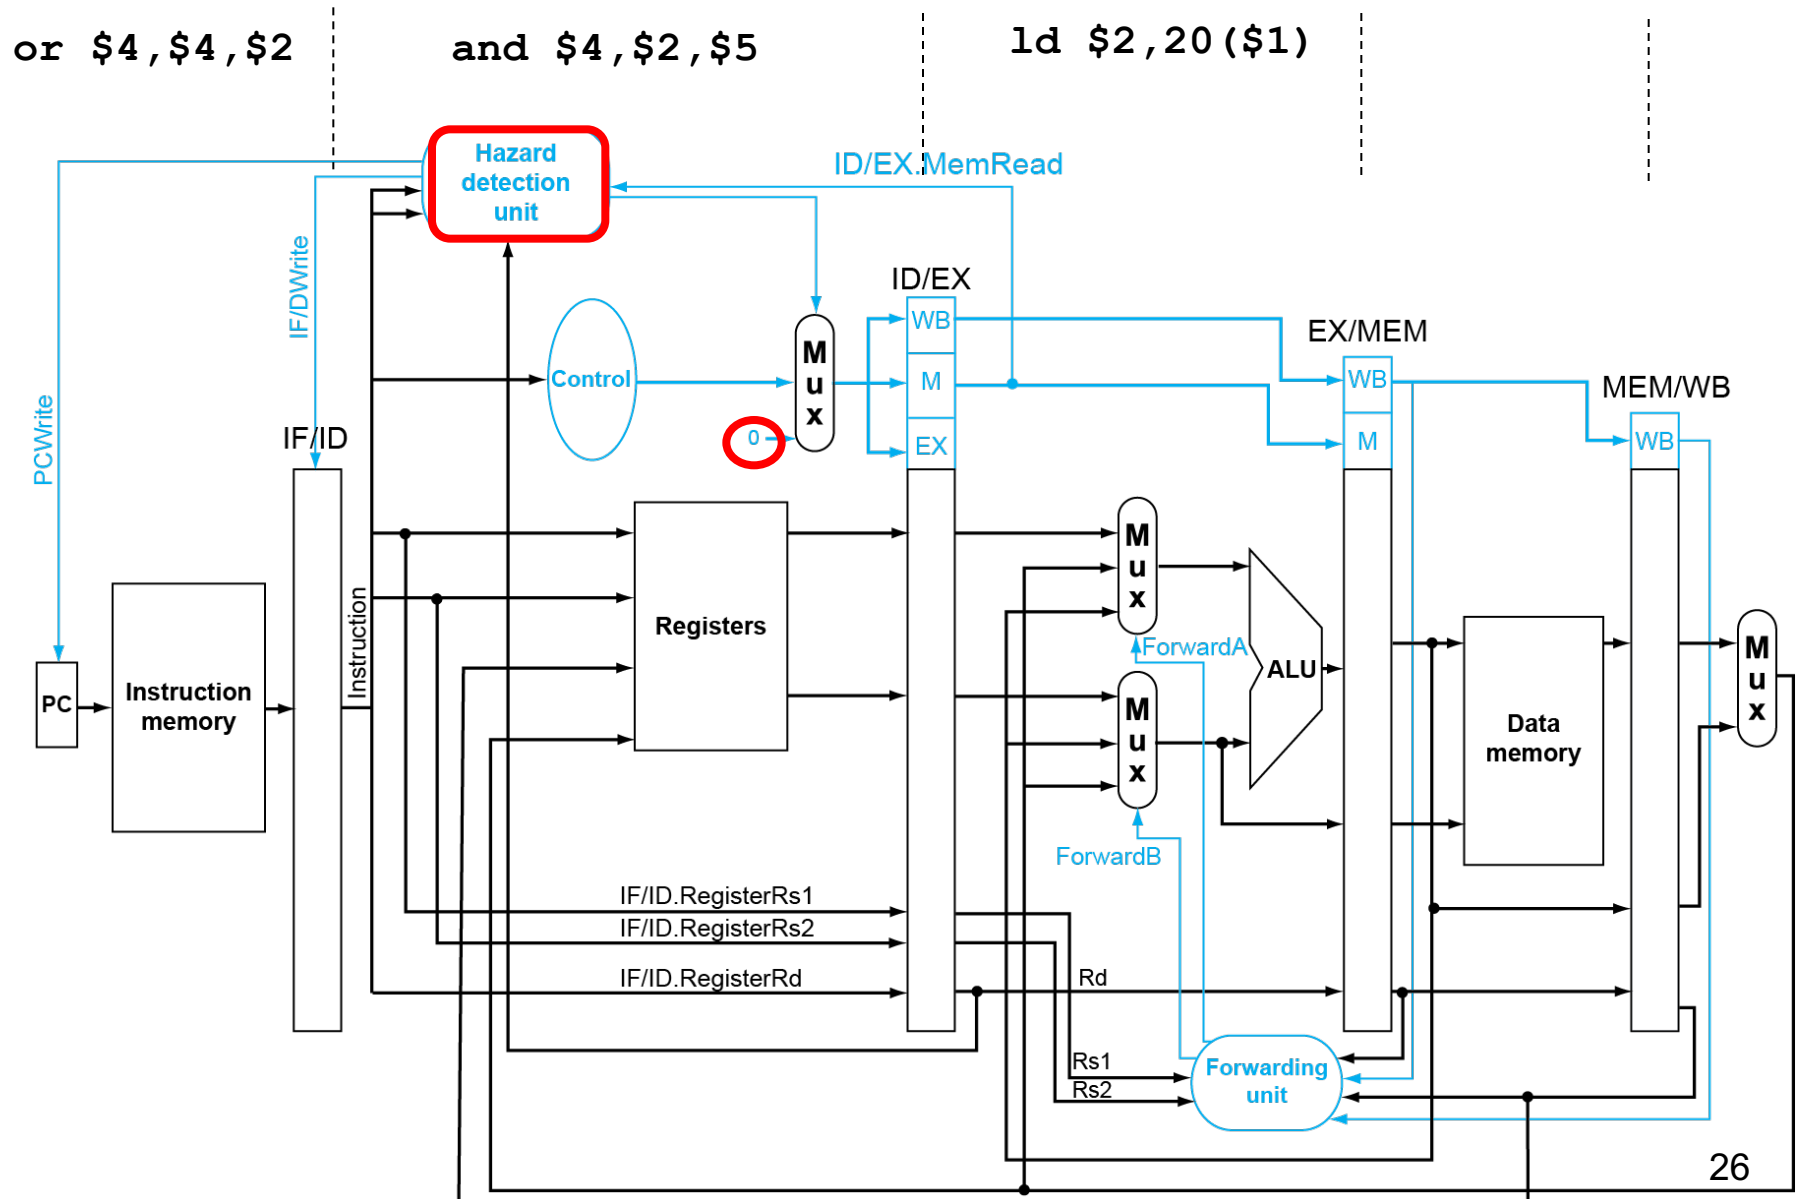 or $4,$4,$2
and $4,$2,$5
ld $2,20($1)
Hazard
detection
unit
ID/EX.MemRead
IF/DWrite
PCWrite
ID/EX
WB
M
EX
EX/MEM
WB
M
MEM/WB
WB
Control
0
M
u
x
IF/ID
Instruction
PC
Instruction
memory
Registers
M
u
x
ForwardA
M
u
x
ForwardB
ALU
Data
memory
M
u
x
IF/ID.RegisterRs1
IF/ID.RegisterRs2
IF/ID.RegisterRd
Rd
Rs1
Rs2
Forwarding
unit
26